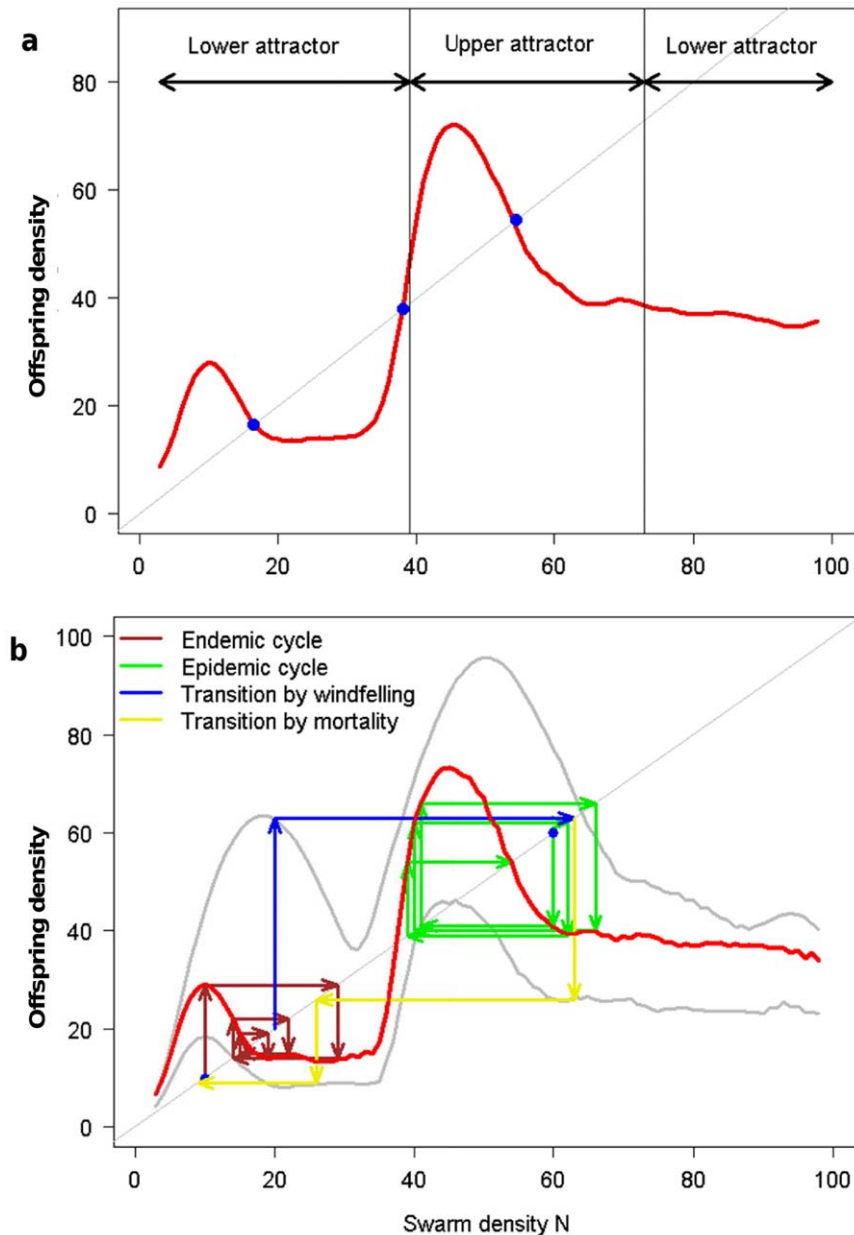 a
Lower attractor
Upper attractor
Lower attractor
80
60
40
20
0
Offspring density
0
20
40
60
80
100
b
Endemic cycle
Epidemic cycle
Transition by windfelling
Transition by mortality
100
80
60
40
20
0
Offspring density
0
20
40
60
80
100
Swarm density N